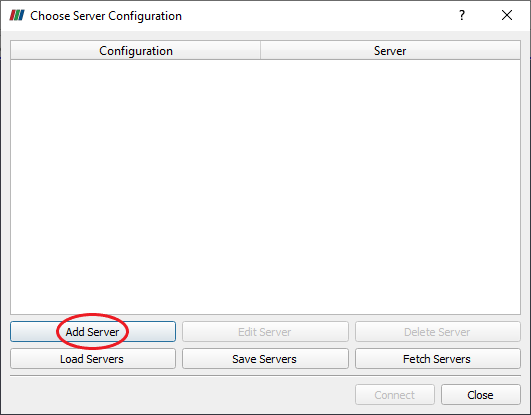 Choose Server Configuration
Configuration Server
Add Server Edit Server Delete Server
Load Servers Save Servers Fetch Servers
Connect Close